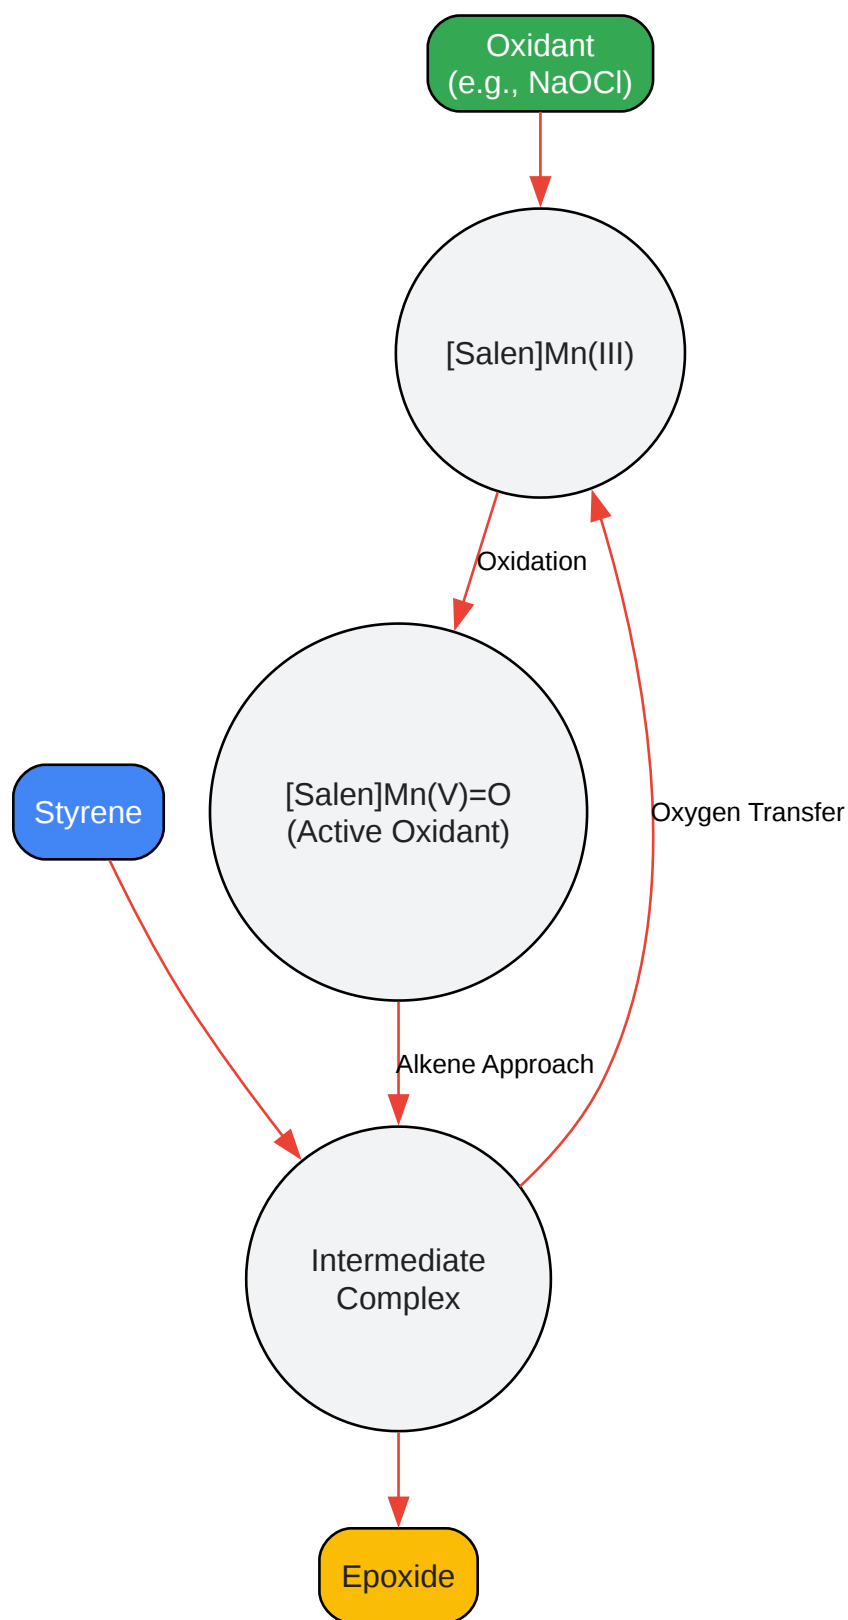 Oxidant
(e.g., NaOCl)
[Salen]Mn(III)
Oxidation
[Salen]Mn(V)=O
(Active Oxidant)
Styrene
Oxygen Transfer
Alkene Approach
Intermediate
Complex
Epoxide